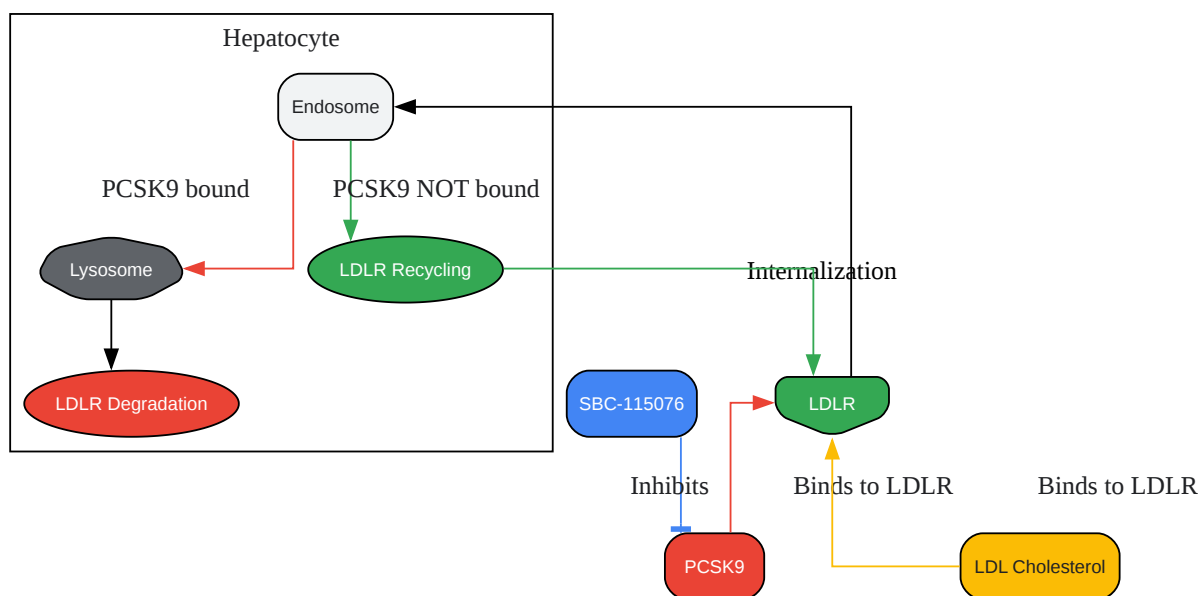 Hepatocyte
Endosome
PCSK9 bound
PCSK9 NOT bound
Lysosome
LDLR Recycling
Internalization
LDLR Degradation
SBC-115076
LDLR
Inhibits
Binds to LDLR
Binds to LDLR
PCSK9
LDL Cholesterol